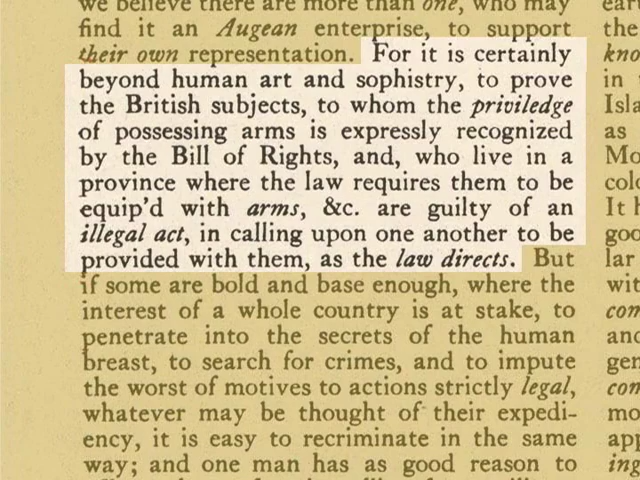 we believe there are more than one, who may
find it an Augean enterprise, to support
their own representation. For it is certainly
beyond human art and sophistry, to prove
the British subjects, to whom the priviledge
of possessing arms is expressly recognized
by the Bill of Rights, and, who live in a
province where the law requires them to be
equip'd with arms, &c. are guilty of an
illegal act, in calling upon one another to be
provided with them, as the law directs. But
if some are bold and base enough, where the
interest of a whole country is at stake, to
penetrate into the secrets of the human
breast, to search for crimes, and to impute
the worst of motives to actions strictly legal,
whatever may be thought of their expedi-
ency, it is easy to recriminate in the same
way; and one man has as good reason to
the
in
as
It